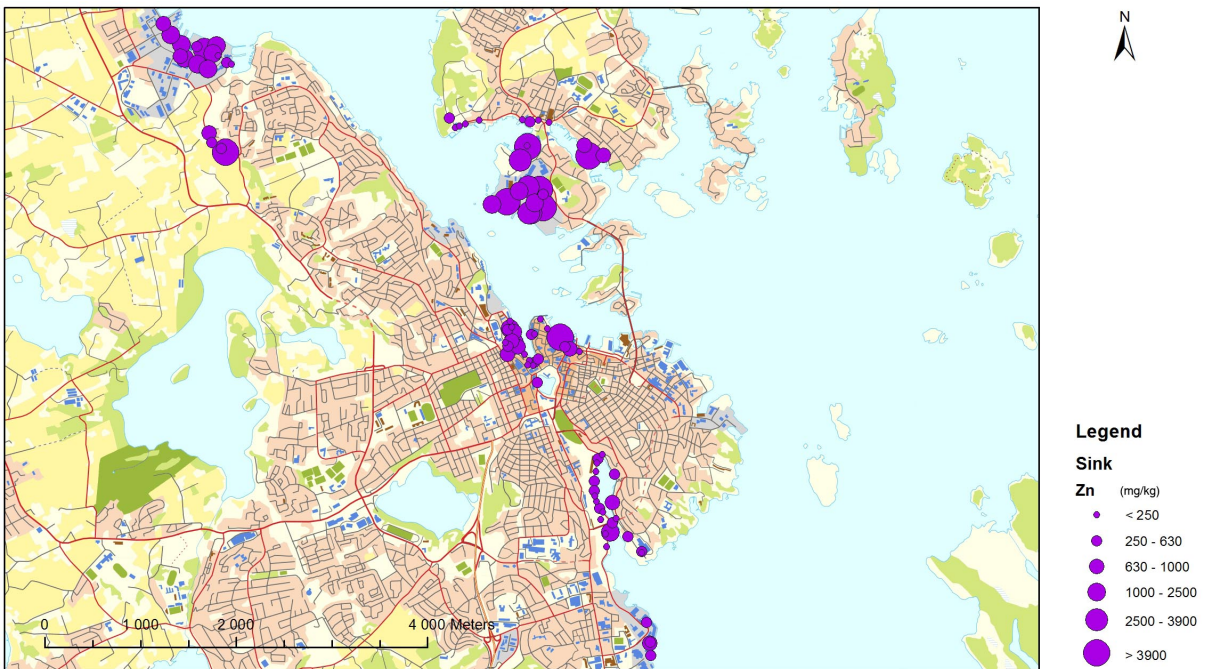 N
Legend
Sink
Zn (mg/kg)
< 250
250 - 630
630 - 1000
1000 - 2500
2500 - 3900
> 3900
0 1 000 2 000 4 000 Meters